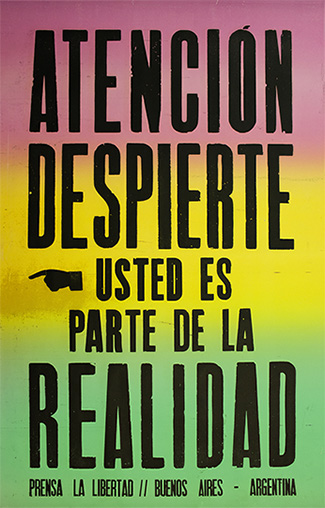 ATENCIÓN
DESPIERTE
USTED ES
PARTE DE LA
REALIDAD
PRENSA LA LIBERTAD // BUENOS AIRES - ARGENTINA